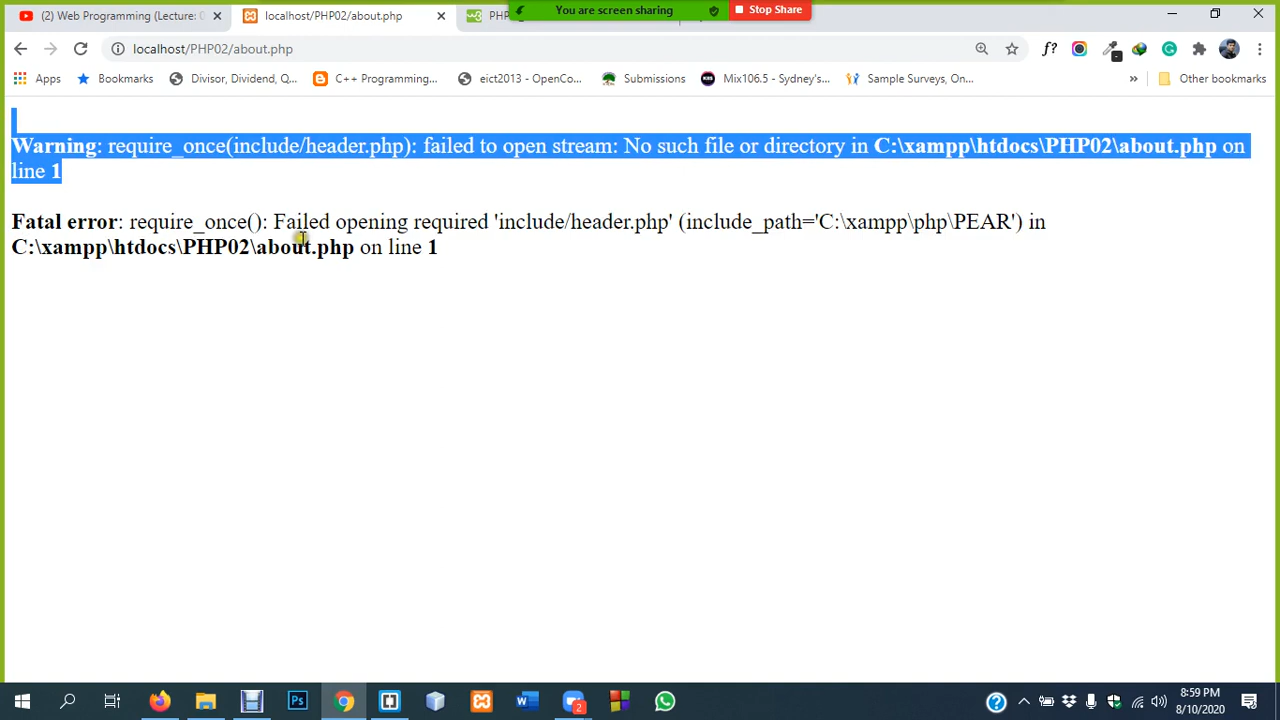 (2) Web Programming (Lecture: 0
localhost/PHP02/about.php
PHP
You are screen sharing
Stop Share
localhost/PHP02/about.php
Apps
Bookmarks
Divisor, Dividend, Q...
C++ Programming...
eict2013 - OpenCo...
Submissions
Mix106.5 - Sydney's...
Sample Surveys, On...
»
Other bookmarks
Warning: require_once(include/header.php): failed to open stream: No such file or directory in C:\xampp\htdocs\PHP02\about.php on
line 1
Fatal error: require_once(): Failed opening required 'include/header.php' (include_path='C:\xampp\php\PEAR') in
C:\xampp\htdocs\PHP02\about.php on line 1
8:59 PM
8/10/2020